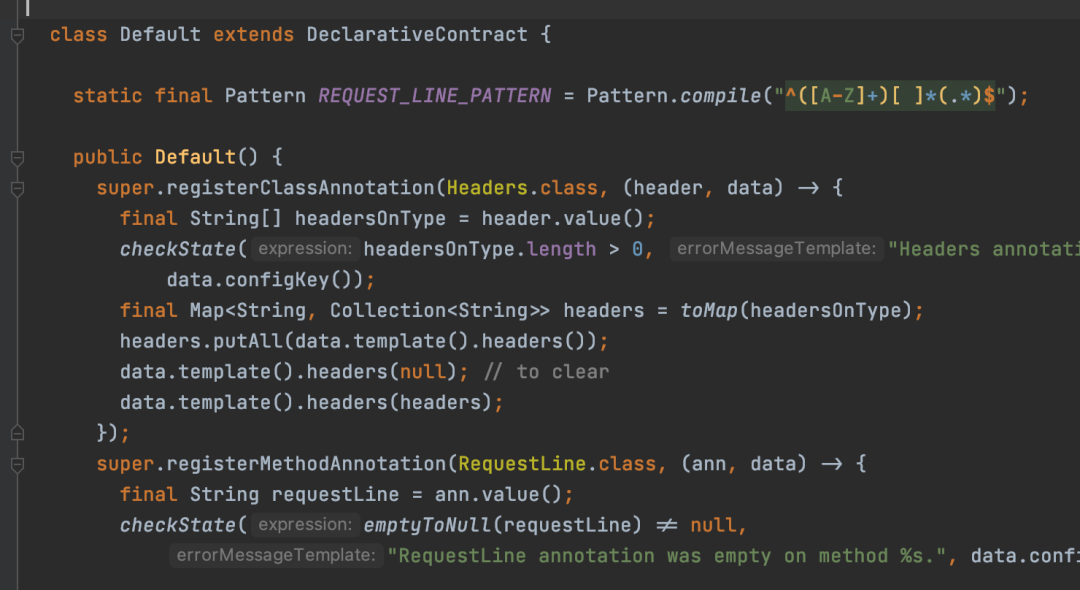 class Default extends DeclarativeContract {
static final Pattern REQUEST_LINE_PATTERN = Pattern.compile("^([A-Z]+)[ ]*(.*)$");
public Default() {
super.registerClassAnnotation(Headers.class, (header, data) -> {
final String[] headersOnType = header.value();
checkState( expression: headersOnType.length > 0, errorMessageTemplate: "Headers annotati
data.configKey());
final Map<String, Collection<String>> headers = toMap(headersOnType);
headers.putAll(data.template().headers());
data.template().headers(null); // to clear
data.template().headers(headers);
});
super.registerMethodAnnotation(RequestLine.class, (ann, data) -> {
final String requestLine = ann.value();
checkState( expression: emptyToNull(requestLine) != null,
errorMessageTemplate: "RequestLine annotation was empty on method %s.", data.confi